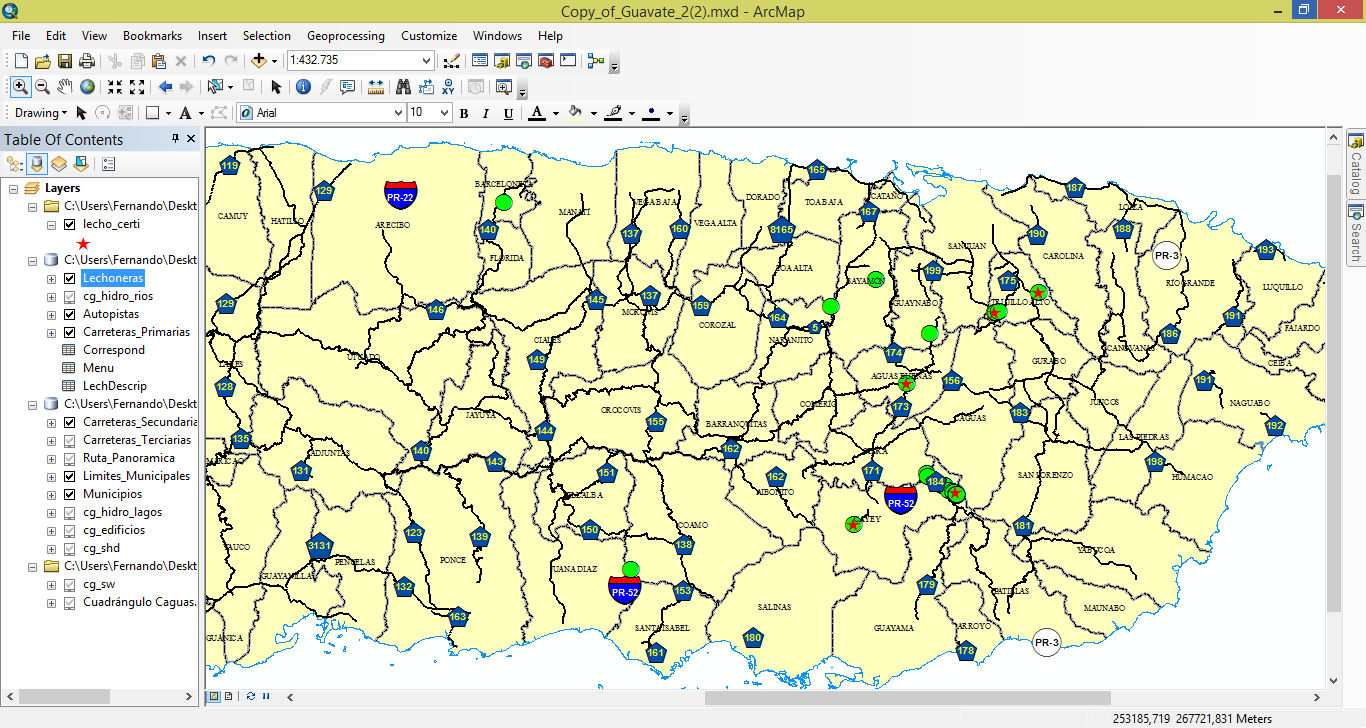 Copy_of_Guavate_2(2).mxd - ArcMap
File Edit View Bookmarks Insert Selection Geoprocessing Customize Windows Help
1:432.735
Drawing A Arial 10 B I U A
Table Of Contents
Layers
C:\Users\Fernando\Deskt
lecho_certi
C:\Users\Fernando\Deskt
Lechoneras
cg_hidro_rios
Autopistas
Carreteras_Primarias
Correspond
Menu
LechDescrip
C:\Users\Fernando\Deskt
Carreteras_Secundaria
Carreteras_Terciarias
Ruta_Panoramica
Limites_Municipales
Municipios
cg_hidro_lagos
cg_edificios
cg_shd
C:\Users\Fernando\Deskt
cg_sw
Cuadrángulo Caguas.
Catalog
Search
119 129 PR-22 BARCELONETA 165 187
CAMUY HATILLO ARECIBO 140 MANATI VEGA BAJA DORADO TOA BAJA CATAÑO LOIZA
137 160 VEGA ALTA 8165 167 190 188 193
FLORIDA SAN JUAN CAROLINA PR-3
TOA ALTA BAYAMÓN 199 175 RÍO GRANDE LUQUILLO
129 146 145 137 159 164 5 GUAYNABO TRUJILLO ALTO 191
MOROVIS COROZAL NARANJITO 186 FAJARDO
UTUADO CIALES 149 174 GURABO CANOVANAS CEIBA
128 AGUAS BUENAS 156 191
JAYUYA OROCOVIS COMERÍO 173 183 JUNCOS NAGUABO
144 155 BARRANQUITAS CAGUAS LAS PIEDRAS 192
135 ADJUNTAS 140 162
MARICAO 131 143 151 162 171 184 SAN LORENZO 198 HUMACAO
VILLALBA AIBONITO PR-52
YAUCO 3131 123 139 150 COAMO CAYEY 181
GUAYANILLA PEÑUELAS PONCE 138 YABUCOA
132 JUANA DIAZ PR-52 153 179 PATILLAS
163 SALINAS MAUNABO
GUÁNICA SANTA ISABEL 180 GUAYAMA ARROYO PR-3
161 178
253185,719 267721,831 Meters